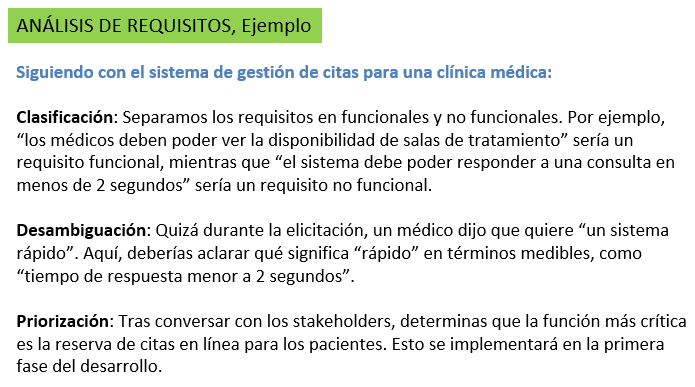 ANÁLISIS DE REQUISITOS, Ejemplo
Siguiendo con el sistema de gestión de citas para una clínica médica:
Clasificación: Separamos los requisitos en funcionales y no funcionales. Por ejemplo,
“los médicos deben poder ver la disponibilidad de salas de tratamiento” sería un
requisito funcional, mientras que “el sistema debe poder responder a una consulta en
menos de 2 segundos” sería un requisito no funcional.
Desambiguación: Quizá durante la elicitación, un médico dijo que quiere “un sistema
rápido”. Aquí, deberías aclarar qué significa “rápido” en términos medibles, como
“tiempo de respuesta menor a 2 segundos”.
Priorización: Tras conversar con los stakeholders, determinas que la función más crítica
es la reserva de citas en línea para los pacientes. Esto se implementará en la primera
fase del desarrollo.